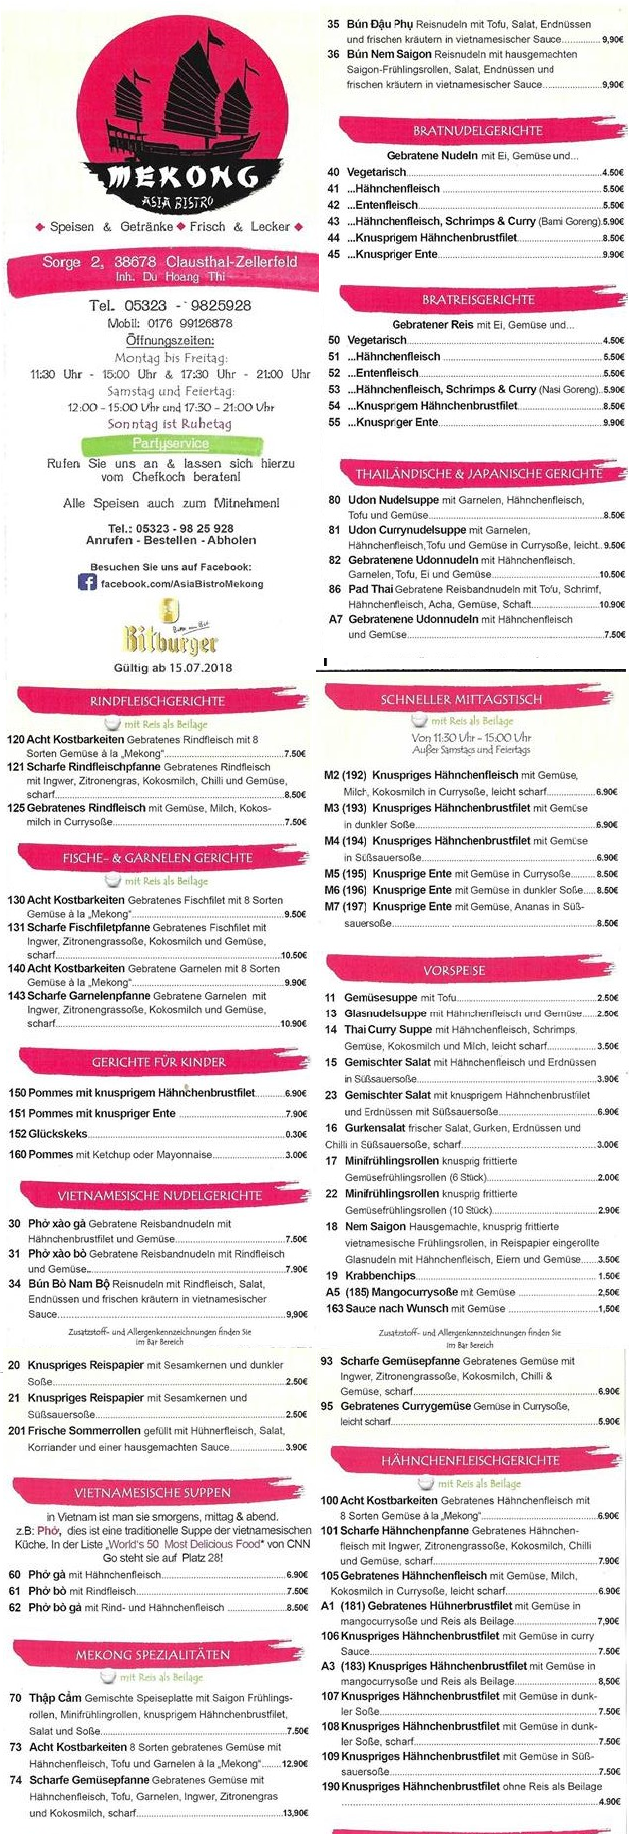 MEKONG
ASIA BISTRO
Speisen & Getränke Frisch & Lecker
Sorge 2, 38678 Clausthal-Zellerfeld
Inh. Du Hoang Thi
Tel. 05323 - 9825928
Mobil: 0176 99126878
Öffnungszeiten:
Montag bis Freitag:
11:30 Uhr - 15:00 Uhr & 17:30 Uhr - 21:00 Uhr
Samstag und Feiertag:
12:00 - 15:00 Uhr und 17:30 - 21:00 Uhr
Sonntag ist Ruhetag
Partyservice
Rufen Sie uns an & lassen sich hierzu
vom Chefkoch beraten!
Alle Speisen auch zum Mitnehmen!
Tel.: 05323 - 98 25 928
Anrufen - Bestellen - Abholen
Besuchen Sie uns auf Facebook:
facebook.com/AsiaBistroMekong
Bitte ein Bit
Bitburger
Gültig ab 15.07.2018
35 Bún Đậu Phụ Reisnudeln mit Tofu, Salat, Endnüssen
und frischen kräutern in vietnamesischer Sauce............9,90€
36 Bún Nem Saigon Reisnudeln mit hausgemachten
Saigon-Frühlingsrollen, Salat, Endnüssen und
frischen kräutern in vietnamesischer Sauce............9,90€
BRATNUDELGERICHTE
Gebratene Nudeln mit Ei, Gemüse und...
40 Vegetarisch............4.50€
41 ...Hähnchenfleisch............5.50€
42 ...Entenfleisch............5.50€
43 ...Hähnchenfleisch, Schrimps & Curry (Bami Goreng).5.90€
44 ...Knusprigem Hähnchenbrustfilet............8.50€
45 ...Knuspriger Ente............9.90€
BRATREISGERICHTE
Gebratener Reis mit Ei, Gemüse und...
50 Vegetarisch............4.50€
51 ...Hähnchenfleisch............5.50€
52 ...Entenfleisch............5.50€
53 ...Hähnchenfleisch, Schrimps & Curry (Nasi Goreng)..5.90€
54 ...Knusprigem Hähnchenbrustfilet............8.50€
55 ...Knuspriger Ente............9.90€
THAILÄNDISCHE & JAPANISCHE GERICHTE
80 Udon Nudelsuppe mit Garnelen, Hähnchenfleisch,
Tofu und Gemüse............8.50€
81 Udon Currynudelsuppe mit Garnelen,
Hähnchenfleisch,Tofu und Gemüse in Currysoße, leicht..9.50€
82 Gebratenene Udonnudeln mit Hähnchenfleisch,
Garnelen, Tofu, Ei und Gemüse............10.50€
86 Pad Thai Gebratene Reisbandnudeln mit Tofu, Schrimf,
Hähnchenfleisch, Acha, Gemüse, Schaft............10.90€
A7 Gebratenene Udonnudeln mit Hähnchenfleisch
und Gemüse............7.50€
RINDFLEISCHGERICHTE
mit Reis als Beilage
120 Acht Kostbarkeiten Gebratenes Rindfleisch mit 8
Sorten Gemüse à la „Mekong“............7.50€
121 Scharfe Rindfleischpfanne Gebratenes Rindfleisch
mit Ingwer, Zitronengras, Kokosmilch, Chilli und Gemüse,
scharf............8.50€
125 Gebratenes Rindfleisch mit Gemüse, Milch, Kokos-
milch in Currysoße............7.50€
FISCHE- & GARNELEN GERICHTE
mit Reis als Beilage
130 Acht Kostbarkeiten Gebratenes Fischfilet mit 8 Sorten
Gemüse à la „Mekong“............9.50€
131 Scharfe Fischfiletpfanne Gebratenes Fischfilet mit
Ingwer, Zitronengrassoße, Kokosmilch und Gemüse,
scharf............10.50€
140 Acht Kostbarkeiten Gebratene Garnelen mit 8 Sorten
Gemüse à la „Mekong“............9.90€
143 Scharfe Garnelenpfanne Gebratene Garnelen mit
Ingwer, Zitronengrassoße, Kokosmilch und Gemüse,
scharf............10.90€
GERICHTE FÜR KINDER
150 Pommes mit knusprigem Hähnchenbrustfilet............6.90€
151 Pommes mit knuspriger Ente............7.90€
152 Glückskeks............0.30€
160 Pommes mit Ketchup oder Mayonnaise............3.00€
VIETNAMESISCHE NUDELGERICHTE
30 Phở xào gà Gebratene Reisbandnudeln mit
Hähnchenbrustfilet und Gemüse............7.50€
31 Phở xào bò Gebratene Reisbandnudeln mit Rindfleisch
und Gemüse............7.90€
34 Bún Bò Nam Bộ Reisnudeln mit Rindfleisch, Salat,
Endnüssen und frischen kräutern in vietnamesischer
Sauce............9,90€
Zusatzstoff- und Allergenkennzeichnungen finden Sie
im Bar Bereich
SCHNELLER MITTAGSTISCH
mit Reis als Beilage
Von 11:30 Uhr - 15:00 Uhr
Außer Samstags und Feiertags
M2 (192) Knuspriges Hähnchenfleisch mit Gemüse,
Milch, Kokosmilch in Currysoße, leicht scharf............6.90€
M3 (193) Knuspriges Hähnchenbrustfilet mit Gemüse
in dunkler Soße............6.90€
M4 (194) Knuspriges Hähnchenbrustfilet mit Gemüse
in Süßsauersoße............6.90€
M5 (195) Knusprige Ente mit Gemüse in Currysoße............8.50€
M6 (196) Knusprige Ente mit Gemüse in dunkler Soße.....8.50€
M7 (197) Knusprige Ente mit Gemüse, Ananas in Süß-
sauersoße............8.50€
VORSPEISE
11 Gemüsesuppe mit Tofu............2.50€
13 Glasnudelsuppe mit Hähnchenfleisch und Gemüse......2.50€
14 Thai Curry Suppe mit Hähnchenfleisch, Schrimps,
Gemüse, Kokosmilch und Milch, leicht scharf............3.50€
15 Gemischter Salat mit Hähnchenfleisch und Erdnüssen
in Süßsauersoße............3.90€
23 Gemischter Salat mit knusprigem Hähnchenbrustfilet
und Erdnüssen mit Süßsauersoße............6.90€
16 Gurkensalat frischer Salat, Gurken, Erdnüssen und
Chilli in Süßsauersoße, scharf............3.00€
17 Minifrühlingsrollen knusprig frittierte
Gemüsefrühlingsrollen (6 Stück)............2.00€
22 Minifrühlingsrollen knusprig frittierte
Gemüsefrühlingsrollen (10 Stück)............2.90€
18 Nem Saigon Hausgemachte, knusprig frittierte
vietnamesische Frühlingsrollen, in Reispapier eingerollte
Glasnudeln mit Hähnchenfleisch, Eiern und Gemüse......3.50€
19 Krabbenchips............1.50€
A5 (185) Mangocurrysoße mit Gemüse............2,50€
163 Sauce nach Wunsch mit Gemüse............1,50€
Zusatzstoff- und Allergenkennzeichnungen finden Sie
im Bar Bereich
20 Knuspriges Reispapier mit Sesamkernen und dunkler
Soße............2.50€
21 Knuspriges Reispapier mit Sesamkernen und
Süßsauersoße............2.50€
201 Frische Sommerrollen gefüllt mit Hühnerfleisch, Salat,
Korriander und einer hausgemachten Sauce............3.90€
VIETNAMESISCHE SUPPEN
in Vietnam ist man sie smorgens, mittag & abend.
z.B: Phở, dies ist eine traditionelle Suppe der vietnamesischen
Küche. In der Liste „World's 50 Most Delicious Food“ von CNN
Go steht sie auf Platz 28!
60 Phở gà mit Hähnchenfleisch............6.90€
61 Phở bò mit Rindfleisch............7.50€
62 Phở bò gà mit Rind- und Hähnchenfleisch............8.50€
MEKONG SPEZIALITÄTEN
mit Reis als Beilage
70 Thập Cẩm Gemischte Speiseplatte mit Saigon Frühlings-
rollen, Minifrühlingrollen, knusprigem Hähnchenbrustfilet,
Salat und Soße............7.50€
73 Acht Kostbarkeiten 8 Sorten gebratenes Gemüse mit
Hähnchenfleisch, Tofu und Garnelen à la „Mekong“......12.90€
74 Scharfe Gemüsepfanne Gebratenes Gemüse mit
Hähnchenfleisch, Tofu, Garnelen, Ingwer, Zitronengras
und Kokosmilch, scharf............13,90€
93 Scharfe Gemüsepfanne Gebratenes Gemüse mit
Ingwer, Zitronengrassoße, Kokosmilch, Chilli &
Gemüse, scharf............6.90€
95 Gebratenes Currygemüse Gemüse in Currysoße,
leicht scharf............5.90€
HÄHNCHENFLEISCHGERICHTE
mit Reis als Beilage
100 Acht Kostbarkeiten Gebratenes Hähnchenfleisch mit
8 Sorten Gemüse à la „Mekong“............6.90€
101 Scharfe Hähnchenpfanne Gebratenes Hähnchen-
fleisch mit Ingwer, Zitronengrassoße, Kokosmilch, Chilli
und Gemüse, scharf............7.90€
105 Gebratenes Hähnchenfleisch mit Gemüse, Milch,
Kokosmilch in Currysoße, leicht scharf............6.90€
A1 (181) Gebratenes Hühnerbrustfilet mit Gemüse in
mangocurrysoße und Reis als Beilage............7,90€
106 Knuspriges Hähnchenbrustfilet mit Gemüse in curry
Sauce............7.50€
A3 (183) Knuspriges Hühnerbrustfilet mit Gemüse in
mangocurrysoße und Reis als Beilage............8,50€
107 Knuspriges Hähnchenbrustfilet mit Gemüse in dunk-
ler Soße............7.50€
108 Knuspriges Hähnchenbrustfilet mit Gemüse in dunk-
ler Soße, scharf............7.50€
109 Knuspriges Hähnchenbrustfilet mit Gemüse in Süß-
sauersoße............7.50€
190 Knuspriges Hähnchenbrustfilet ohne Reis als Beilage
............4.90€